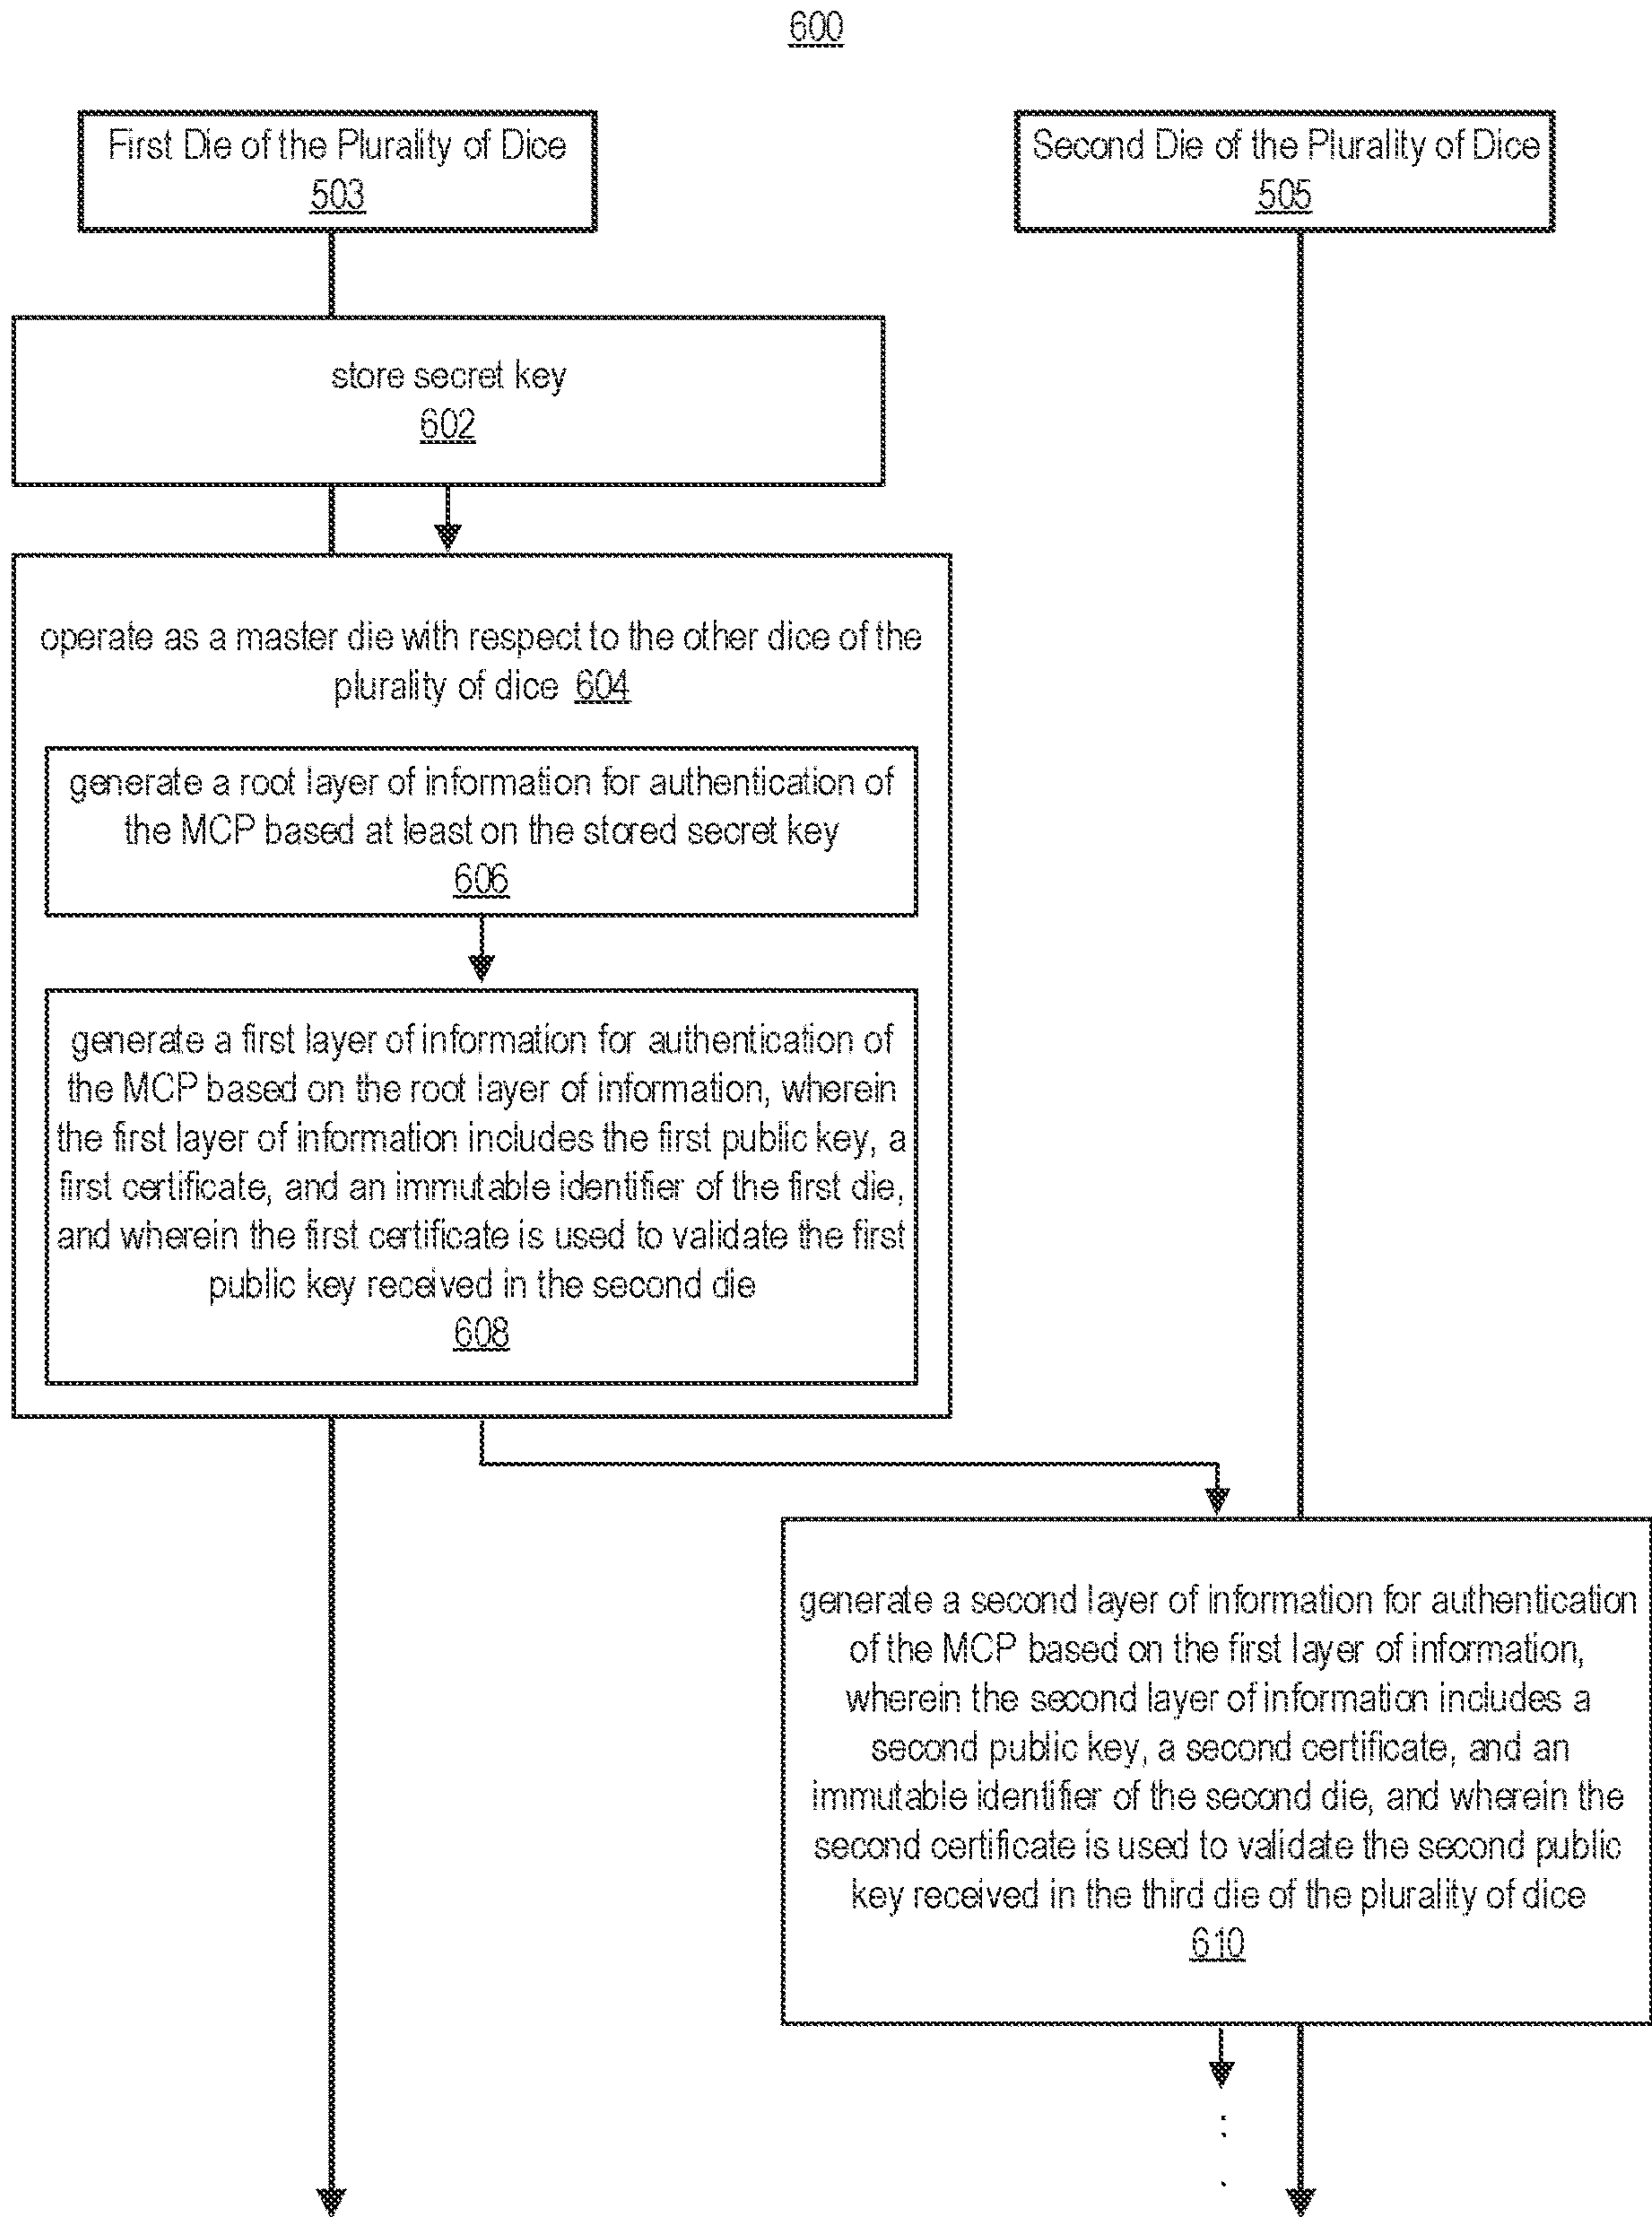 600
First Die of the Plurality of Dice
503
Second Die of the Plurality of Dice
505
store secret key
602
operate as a master die with respect to the other dice of the
plurality of dice 604
generate a root layer of information for authentication of
the MCP based at least on the stored secret key
606
generate a first layer of information for authentication of
the MCP based on the root layer of information, wherein
the first layer of information includes the first public key, a
first certificate, and an immutable identifier of the first die,
and wherein the first certificate is used to validate the first
public key received in the second die
608
generate a second layer of information for authentication
of the MCP based on the first layer of information,
wherein the second layer of information includes a
second public key, a second certificate, and an
immutable identifier of the second die, and wherein the
second certificate is used to validate the second public
key received in the third die of the plurality of dice
610